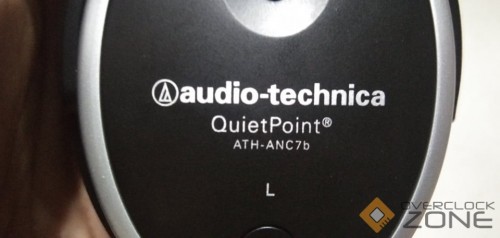 audio-technica
QuietPoint®
ATH-ANC7b
L
OVERCLOCK
ZONE